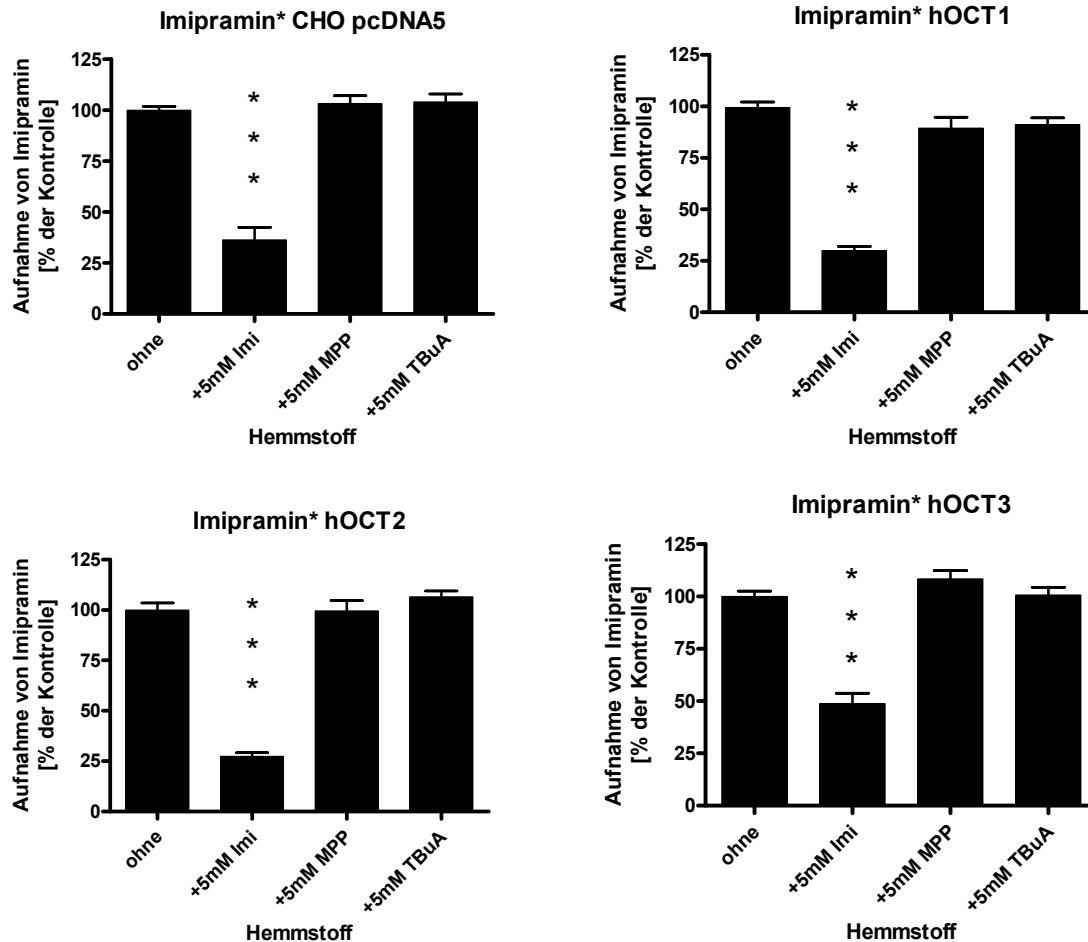 Imipramin* CHO pcDNA5
Aufnahme von Imipramin
[% der Kontrolle]
125
100
75
50
25
0
*
*
*
ohne
+5mM Imi
+5mM MPP
+5mM TBuA
Hemmstoff
Imipramin* hOCT1
Aufnahme von Imipramin
[% der Kontrolle]
125
100
75
50
25
0
*
*
*
ohne
+5mM Imi
+5mM MPP
+5mM TBuA
Hemmstoff
Imipramin* hOCT2
Aufnahme von Imipramin
[% der Kontrolle]
125
100
75
50
25
0
*
*
*
ohne
+5mM Imi
+5mM MPP
+5mM TBuA
Hemmstoff
Imipramin* hOCT3
Aufnahme von Imipramin
[% der Kontrolle]
125
100
75
50
25
0
*
*
*
ohne
+5mM Imi
+5mM MPP
+5mM TBuA
Hemmstoff